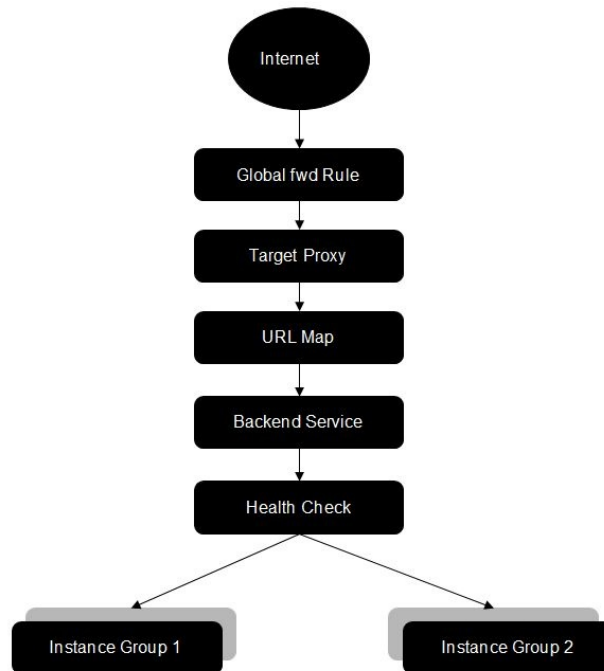 Internet
Global fwd Rule
Target Proxy
URL Map
Backend Service
Health Check
Instance Group 1
Instance Group 2